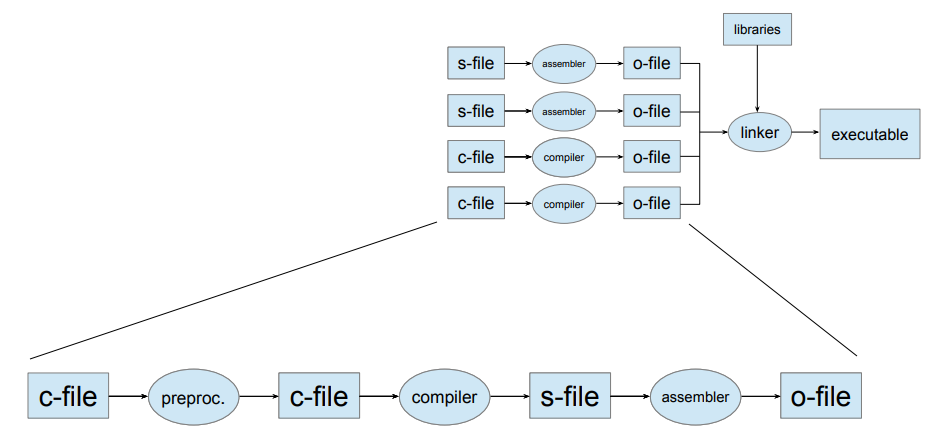 libraries
s-file
assembler
o-file
s-file
assembler
o-file
linker
executable
c-file
compiler
o-file
c-file
compiler
o-file
c-file
preproc.
c-file
compiler
s-file
assembler
o-file